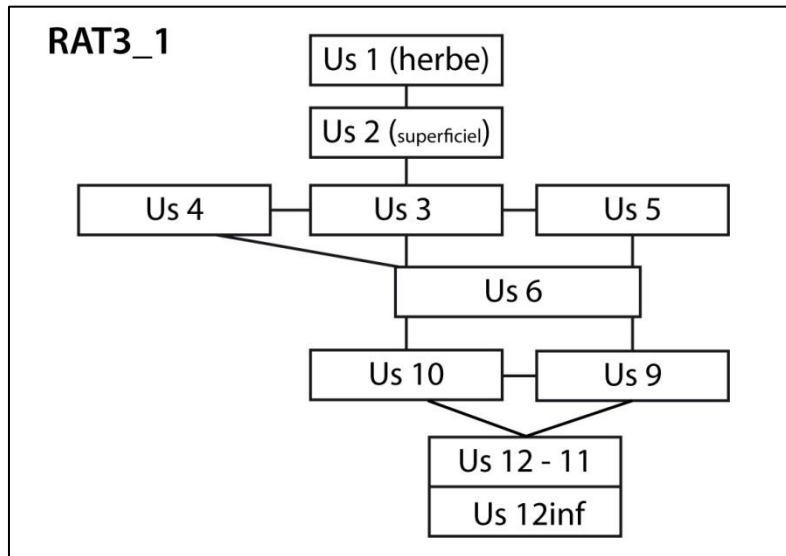 RAT3_1
Us 1 (herbe)
Us 2 (superficiel)
Us 4
Us 3
Us 5
Us 6
Us 10
Us 9
Us 12 - 11
Us 12inf